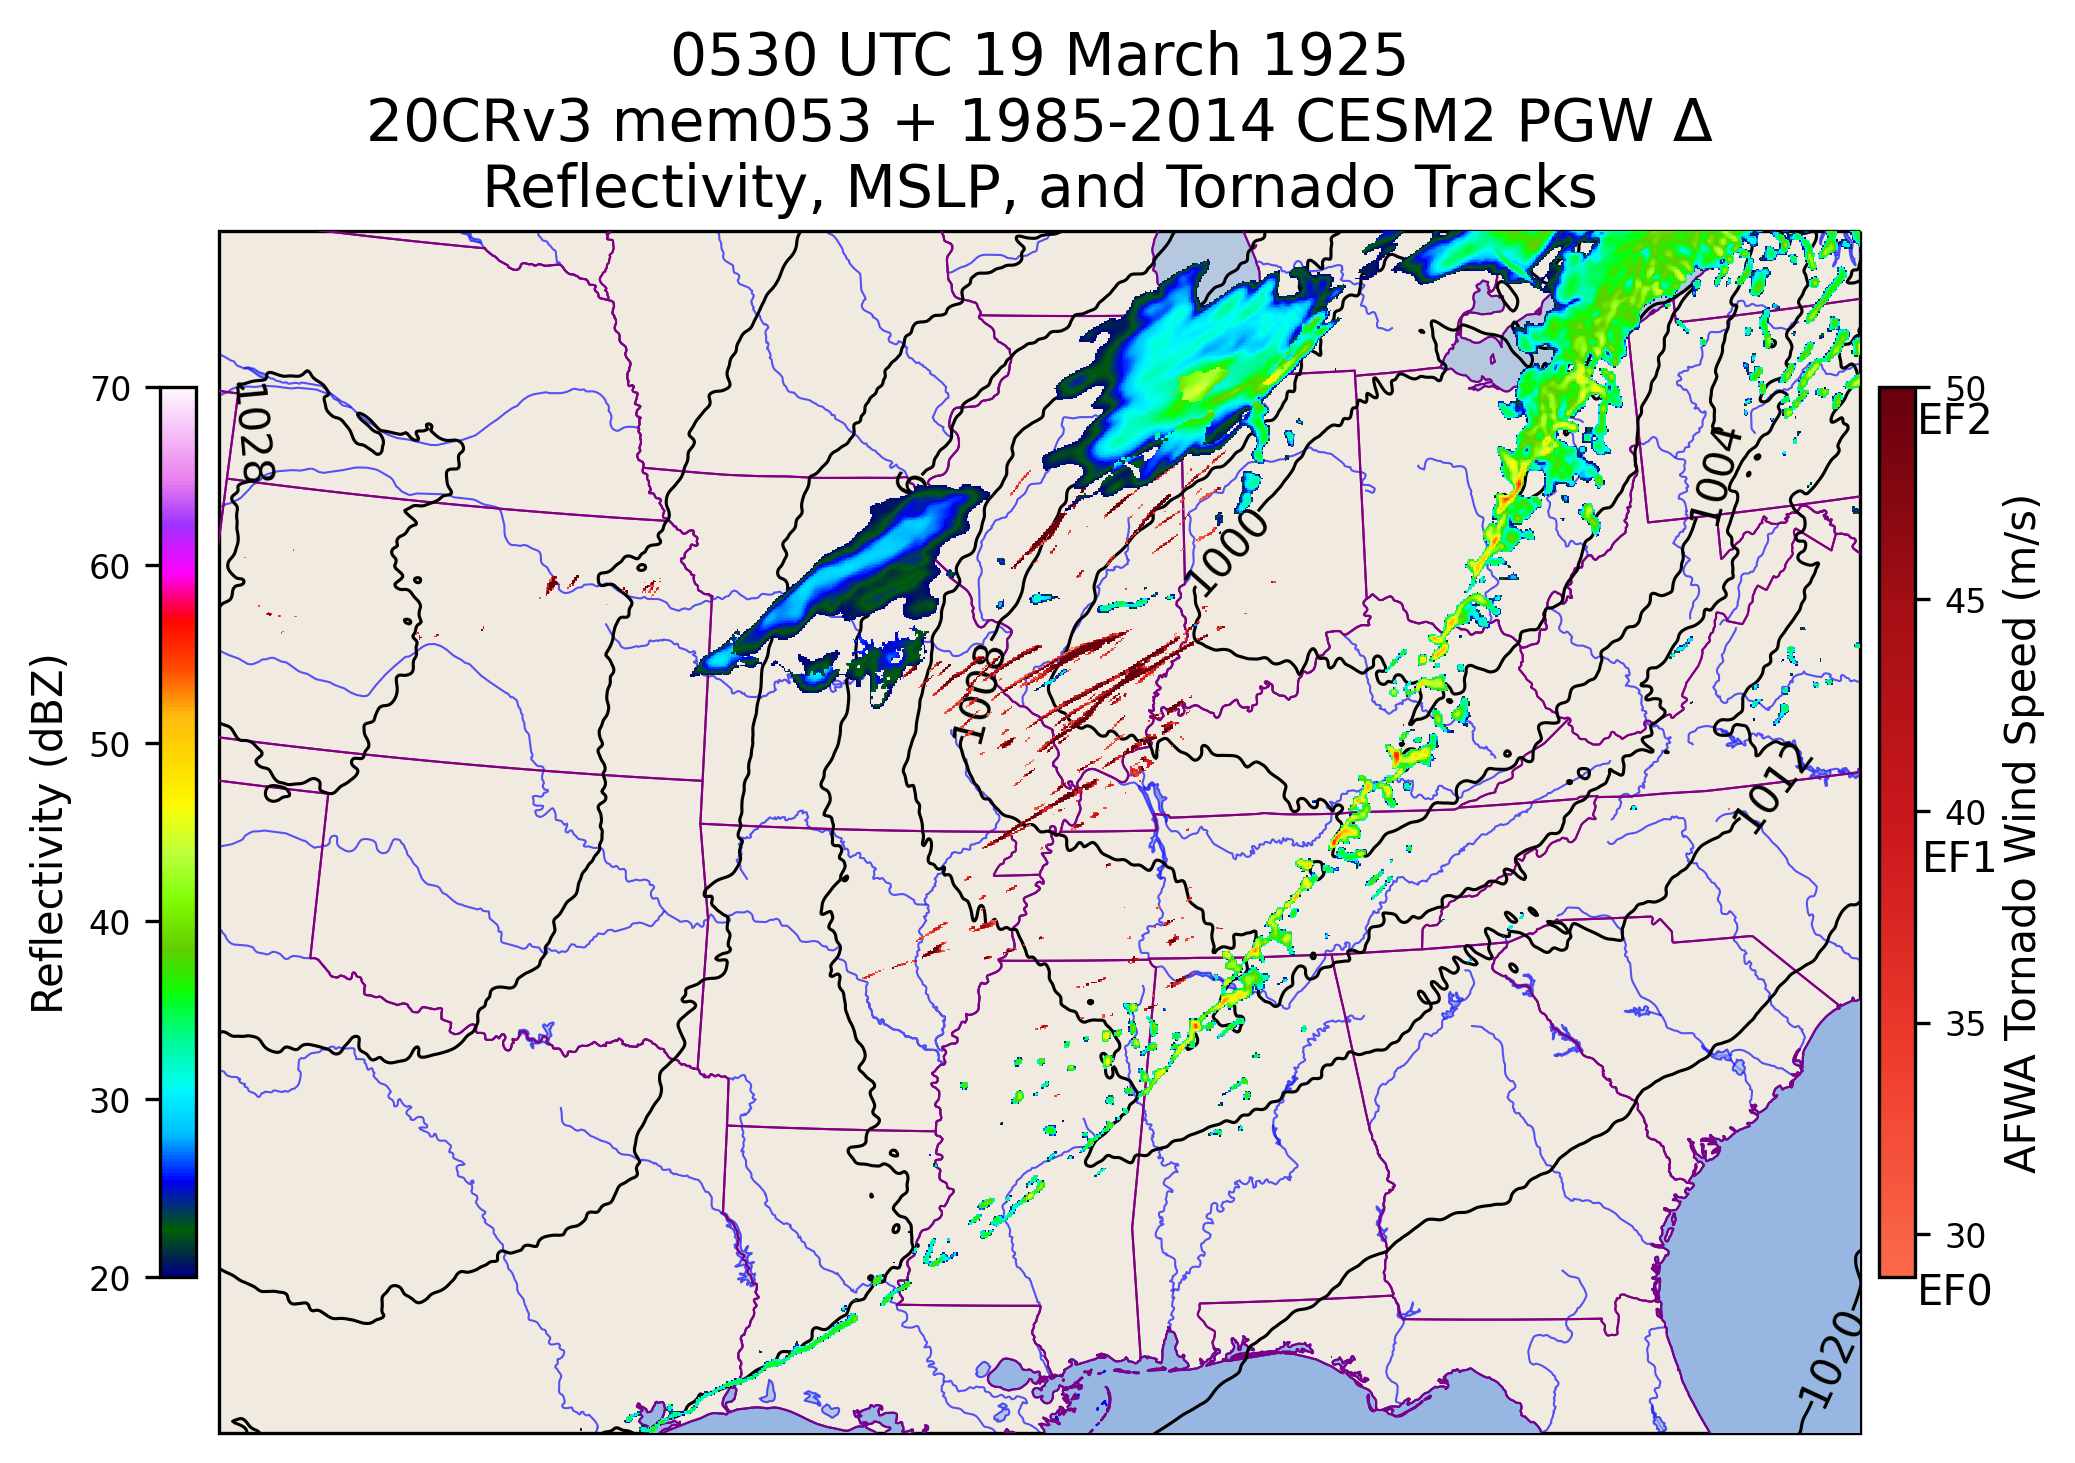 0530 UTC 19 March 1925
20CRv3 mem053 + 1985-2014 CESM2 PGW Δ
Reflectivity, MSLP, and Tornado Tracks
Reflectivity (dBZ)
70
60
50
40
30
20
1028
1008
1000
1004
1012
1020
50
EF2
45
40
EF1
35
30
EF0
AFWA Tornado Wind Speed (m/s)